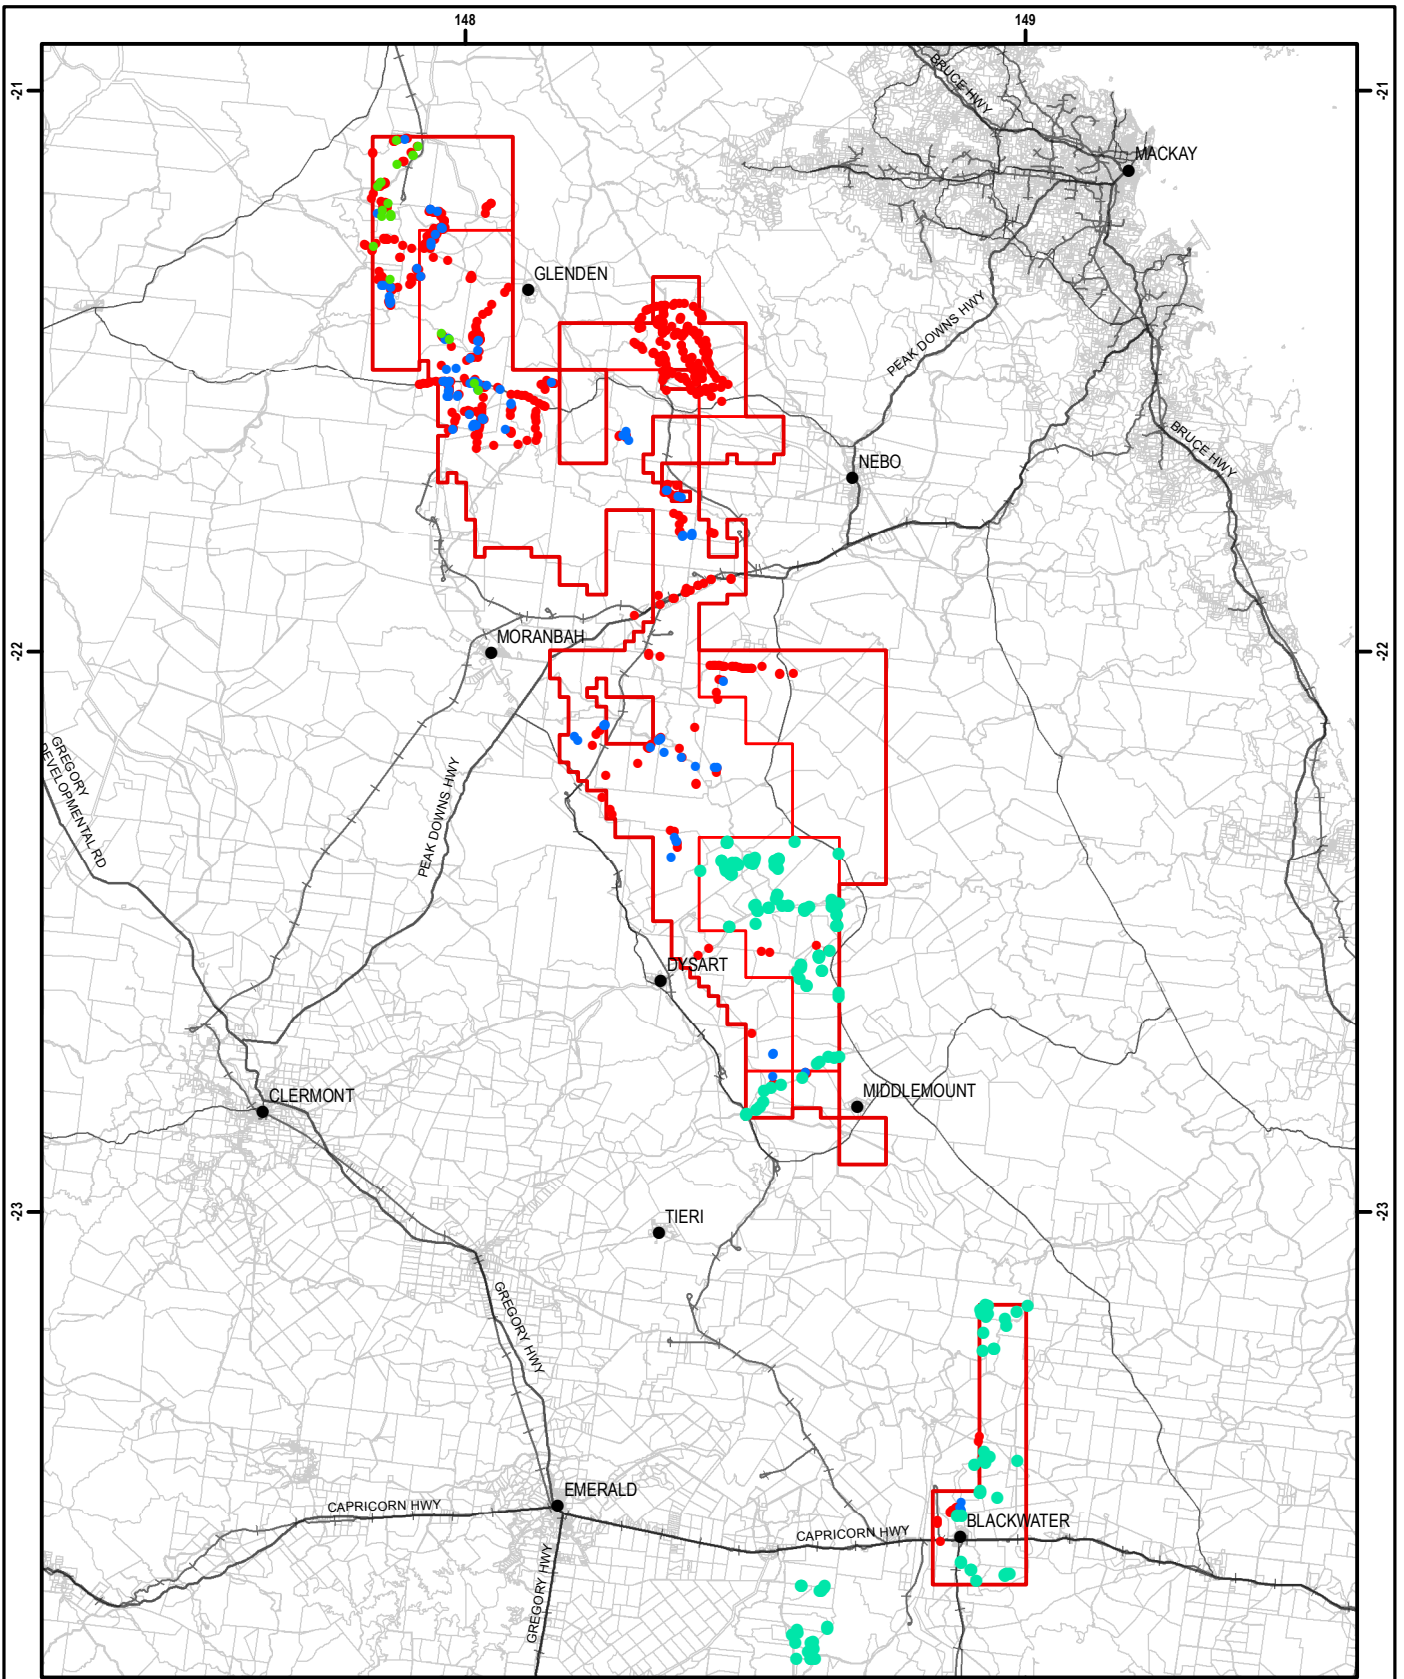 148
149
-21
-21
BRUCE HWY
MACKAY
GLENDEN
PEAK DOWNS HWY
BRUCE HWY
NEBO
MORANBAH
-22
-22
GREGORY
DEVELOPMENTAL RD
PEAK DOWNS HWY
DYSART
CLERMONT
MIDDLEMOUNT
-23
-23
TIERI
GREGORY HWY
EMERALD
CAPRICORN HWY
BLACKWATER
CAPRICORN HWY
GREGORY HWY